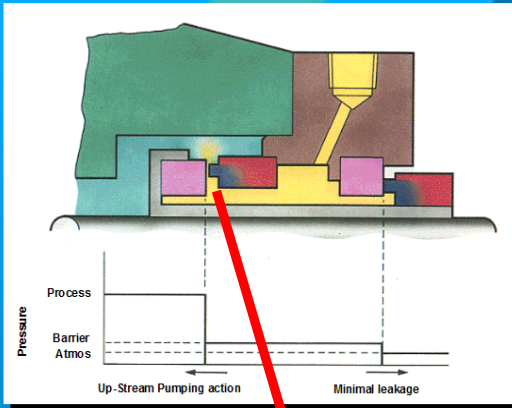 Process
Pressure
Barrier
Atmos
Up-Stream Pumping action
Minimal leakage